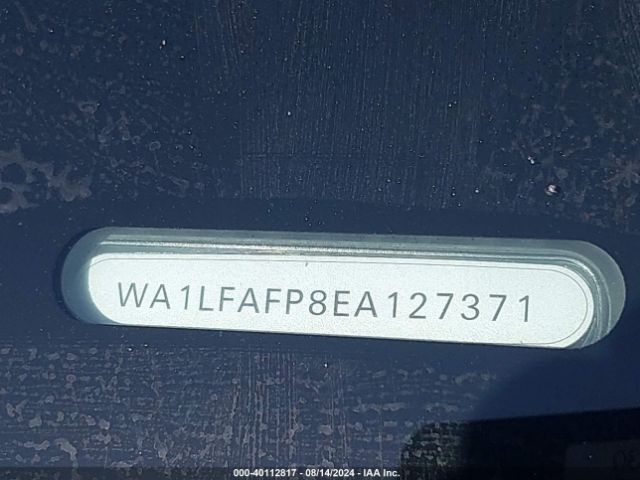 WA1LFAFP8EA127371
000-40112817 - 08/14/2024 - IAA Inc.